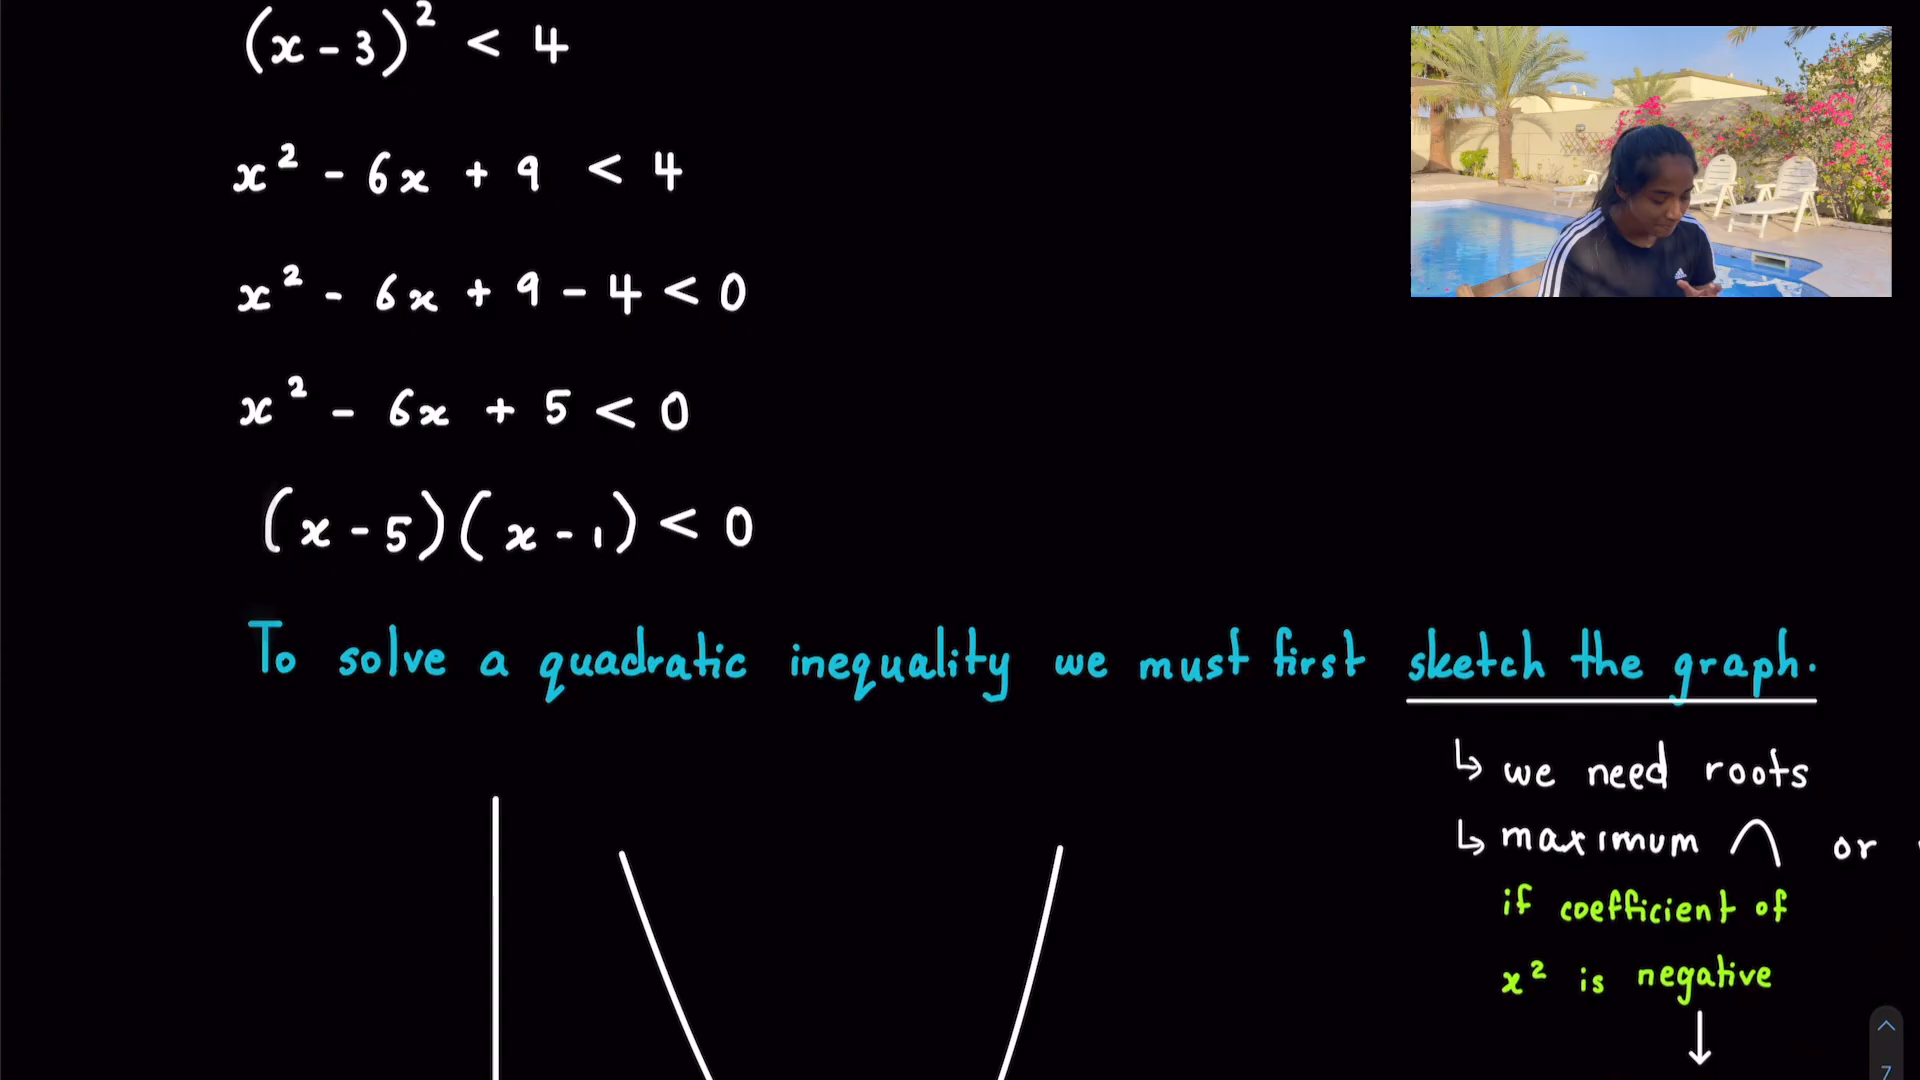 (x - 3)² < 4
x² - 6x + 9 < 4
x² - 6x + 9 - 4 < 0
x² - 6x + 5 < 0
(x - 5)(x - 1) < 0
To solve a quadratic inequality we must first sketch the graph.
↳ we need roots
↳ maximum ⋂ or
if coefficient of
x² is negative
↓
7